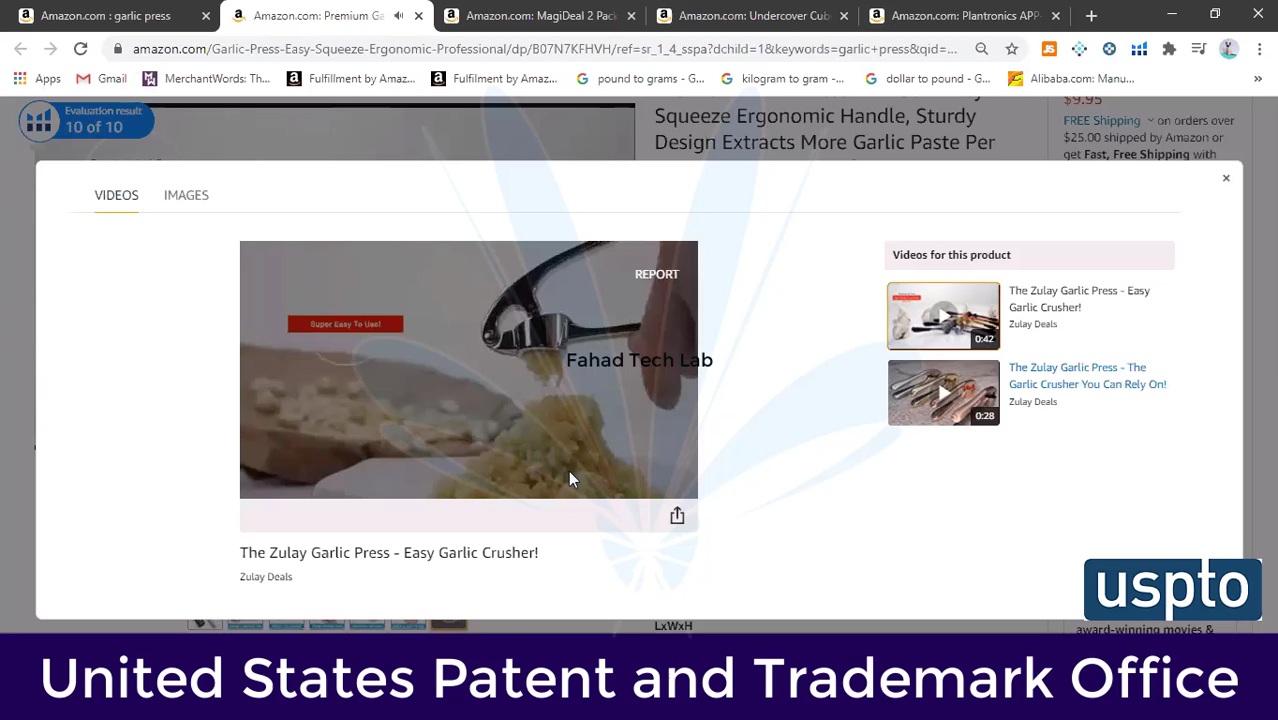 Amazon.com : garlic press
Amazon.com: Premium Ga
Amazon.com : MagiDeal 2 Pack
Amazon.com: Undercover Cub
Amazon.com: Plantronics APP-
amazon.com/Garlic-Press-Easy-Squeeze-Ergonomic-Professional/dp/B07N7KFHVH/ref=sr_1_4_sspa?dchild=1&keywords=garlic+press&qid=...
Apps
Gmail
MerchantWords: Th...
Fulfillment by Amaz...
Fulfilment by Amaz...
pound to grams - G...
kilogram to gram -...
dollar to pound - G...
Alibaba.com: Manu...
»
Evaluation result
10 of 10
Squeeze Ergonomic Handle, Sturdy
Design Extracts More Garlic Paste Per
$9.95
FREE Shipping on orders over
$25.00 shipped by Amazon or
get Fast, Free Shipping with
VIDEOS
IMAGES
REPORT
Super Easy To Use!
Fahad Tech Lab
The Zulay Garlic Press - Easy Garlic Crusher!
Zulay Deals
Videos for this product
0:42
The Zulay Garlic Press - Easy
Garlic Crusher!
Zulay Deals
0:28
The Zulay Garlic Press - The
Garlic Crusher You Can Rely On!
Zulay Deals
LxWxH
award-winning movies &
uspto
United States Patent and Trademark Office